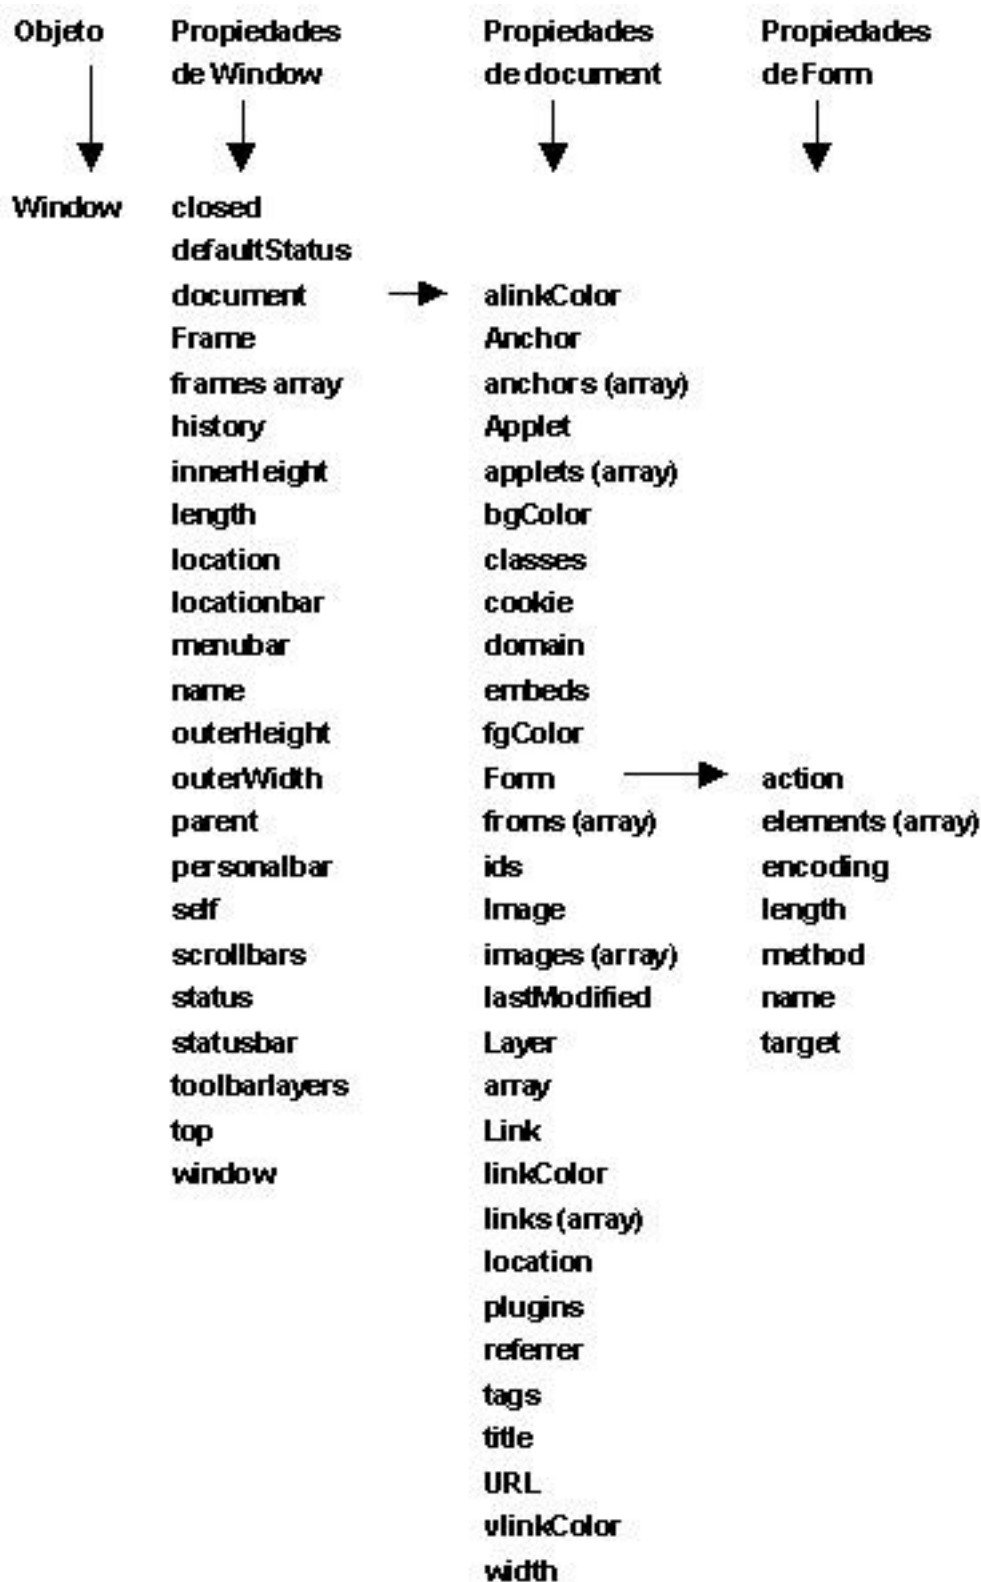 Objeto Propiedades Propiedades Propiedades
de Window de document de Form
Window closed
defaultStatus
document alinkColor
Frame Anchor
frames array anchors (array)
history Applet
innerHeight applets (array)
length bgColor
location classes
locationbar cookie
menubar domain
name embeds
outerHeight fgColor
outerWidth Form action
parent froms (array) elements (array)
personalbar ids encoding
self Image length
scrollbars images (array) method
status lastModified name
statusbar Layer target
toolbarlayers array
top Link
window linkColor
links (array)
location
plugins
referrer
tags
title
URL
vlinkColor
width